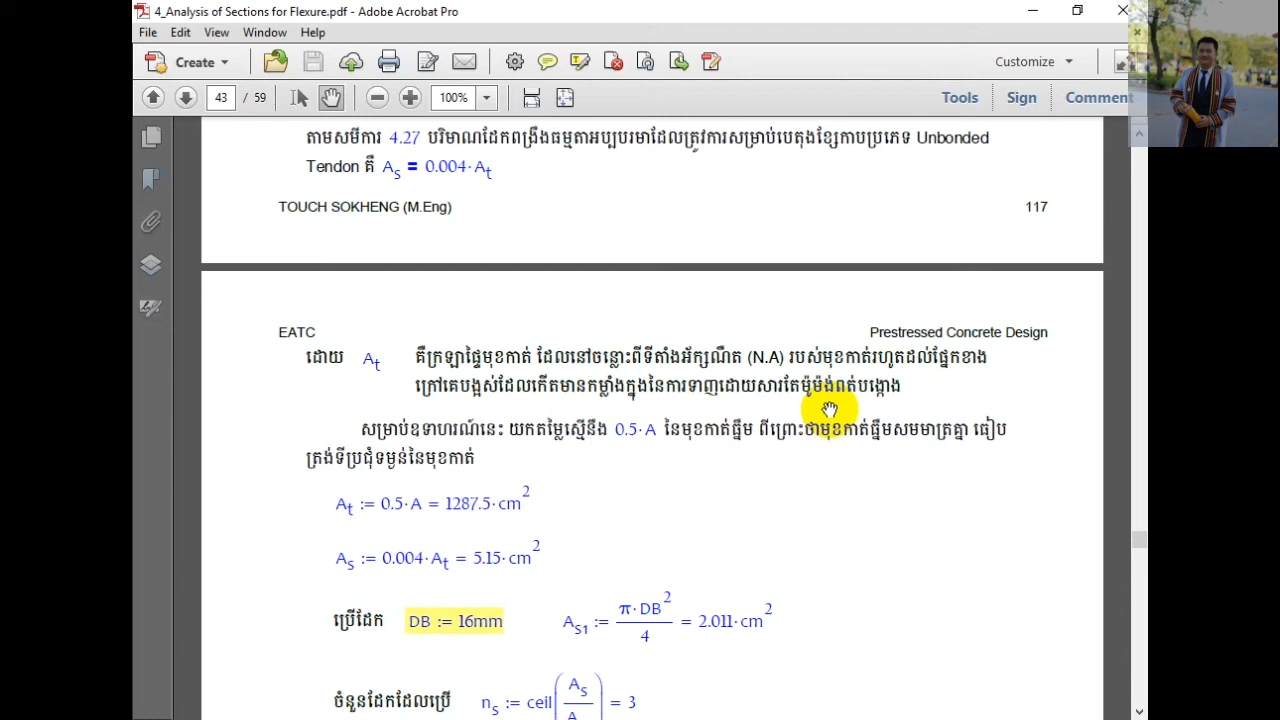 4_Analysis of Sections for Flexure.pdf - Adobe Acrobat Pro
File Edit View Window Help
Create Customize
43 / 59 100% Tools Sign Comment
តាមសមីការ 4.27 បរិមាណដែកពង្រឹងធម្មតាអប្បបរមាដែលត្រូវការសម្រាប់បេតុងខ្សែកាបប្រភេទ Unbonded
Tendon គឺ As = 0.004·At
TOUCH SOKHENG (M.Eng) 117
EATC Prestressed Concrete Design
ដោយ At គឺក្រឡាផ្ទៃមុខកាត់ ដែលនៅចន្លោះពីទីតាំងអ័ក្សណឺត (N.A) របស់មុខកាត់រហូតដល់ផ្នែកខាង
ក្រៅគេបង្អស់ដែលកើតមានកម្លាំងក្នុងនៃការទាញដោយសារតែម៉ូម៉ង់ពត់បង្កោង
សម្រាប់ឧទាហរណ៍នេះ យកតម្លៃស្មើនឹង 0.5·A នៃមុខកាត់ធ្នឹម ពីព្រោះថាមុខកាត់ធ្នឹមសមមាត្រគ្នា ធៀប
ត្រង់ទីប្រជុំទម្ងន់នៃមុខកាត់
At := 0.5·A = 1287.5·cm²
As := 0.004·At = 5.15·cm²
ប្រើដែក DB := 16mm As1 := π·DB²/4 = 2.011·cm²
ចំនួនដែកដែលប្រើ ns := ceil(As/A) = 3